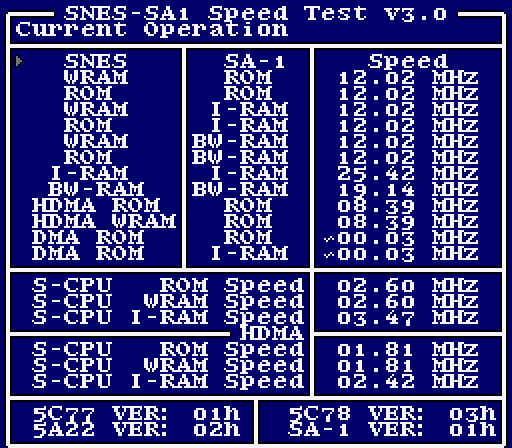 SNES-SA1 Speed Test v3.0
Current Operation
SNES SA-1 Speed
WRAM ROM 12.02 MHZ
ROM ROM 12.02 MHZ
WRAM I-RAM 12.02 MHZ
ROM I-RAM 12.02 MHZ
WRAM BW-RAM 12.02 MHZ
ROM BW-RAM 12.02 MHZ
I-RAM I-RAM 25.42 MHZ
BW-RAM BW-RAM 19.14 MHZ
HDMA ROM ROM 08.39 MHZ
HDMA WRAM ROM 08.39 MHZ
DMA ROM ROM ~00.03 MHZ
DMA ROM I-RAM ~00.03 MHZ
S-CPU ROM Speed 02.60 MHZ
S-CPU WRAM Speed 02.60 MHZ
S-CPU I-RAM Speed 03.47 MHZ
HDMA
S-CPU ROM Speed 01.81 MHZ
S-CPU WRAM Speed 01.81 MHZ
S-CPU I-RAM Speed 02.42 MHZ
5C77 VER: 01h 5C78 VER: 03h
5A22 VER: 02h SA-1 VER: 01h